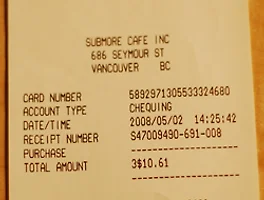 SUBMORE CAFE INC
686 SEYMOUR ST
VANCOUVER BC
CARD NUMBER 5892971305533324680
ACCOUNT TYPE CHEQUING
DATE/TIME 2008/05/02 14:25:42
RECEIPT NUMBER S47009490-691-008
PURCHASE --------------------
TOTAL AMOUNT 3$10.61
--------------------